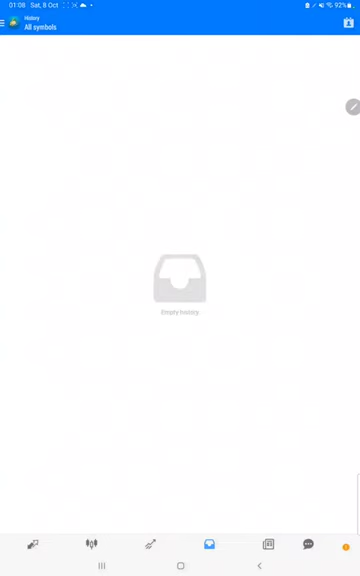 01:08 Sat, 8 Oct
92%
History
All symbols
Empty history